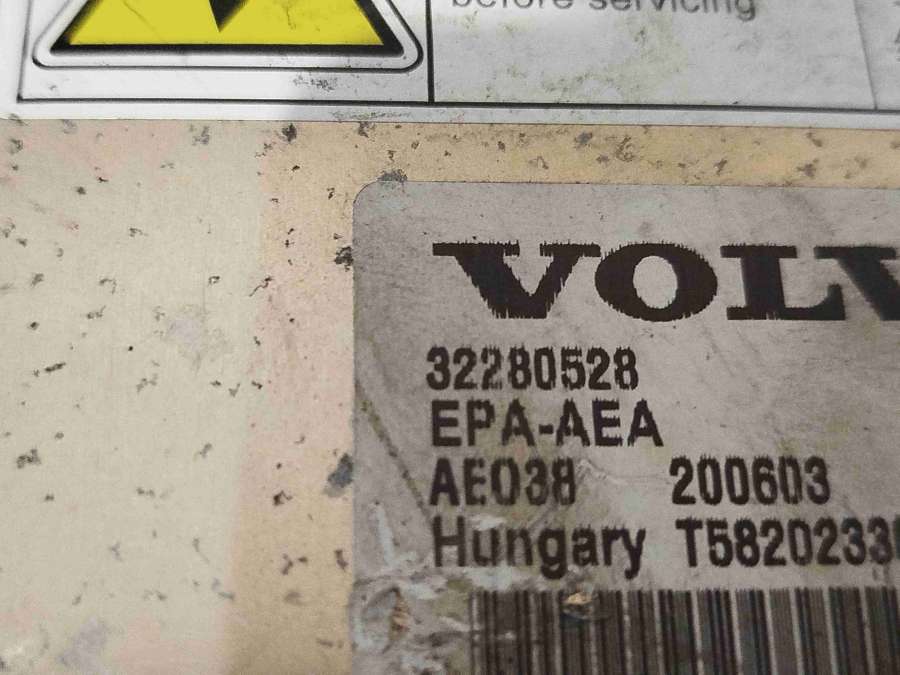 before servicing
VOLV
32280528
EPA-AEA
AE038 200603
Hungary T5820233